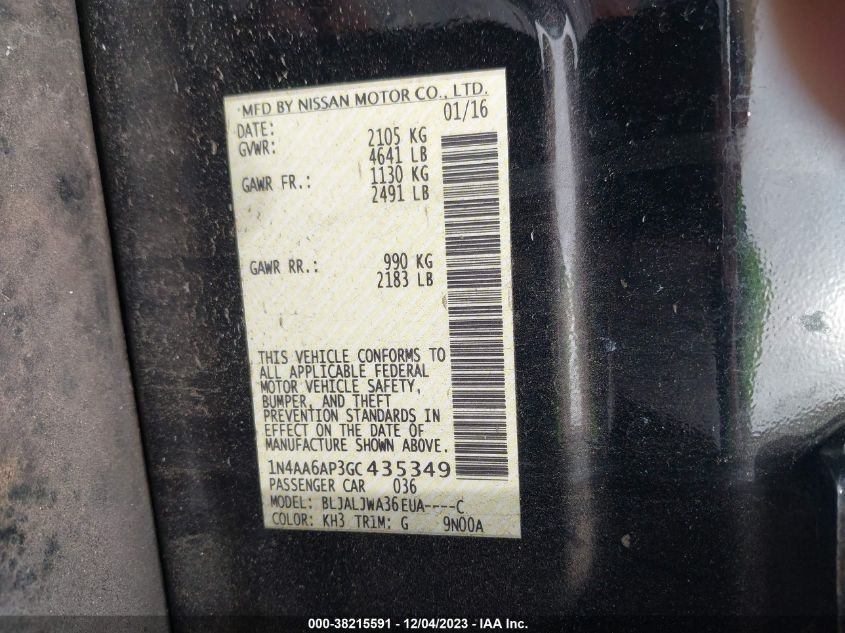 MFD BY NISSAN MOTOR CO., LTD.
DATE: 01/16
GVWR: 2105 KG
4641 LB
GAWR FR.: 1130 KG
2491 LB
GAWR RR.: 990 KG
2183 LB
THIS VEHICLE CONFORMS TO
ALL APPLICABLE FEDERAL
MOTOR VEHICLE SAFETY,
BUMPER, AND THEFT
PREVENTION STANDARDS IN
EFFECT ON THE DATE OF
MANUFACTURE SHOWN ABOVE.
1N4AA6AP3GC435349
PASSENGER CAR 036
MODEL: BLJALJWA36EUA----C
COLOR: KH3 TRIM: G 9N00A
000-38215591 - 12/04/2023 - IAA Inc.